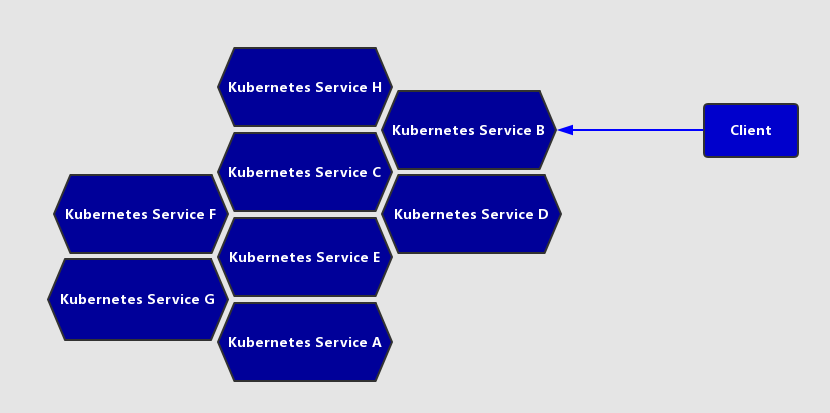 Kubernetes Service H
Kubernetes Service B
Client
Kubernetes Service C
Kubernetes Service F
Kubernetes Service D
Kubernetes Service E
Kubernetes Service G
Kubernetes Service A